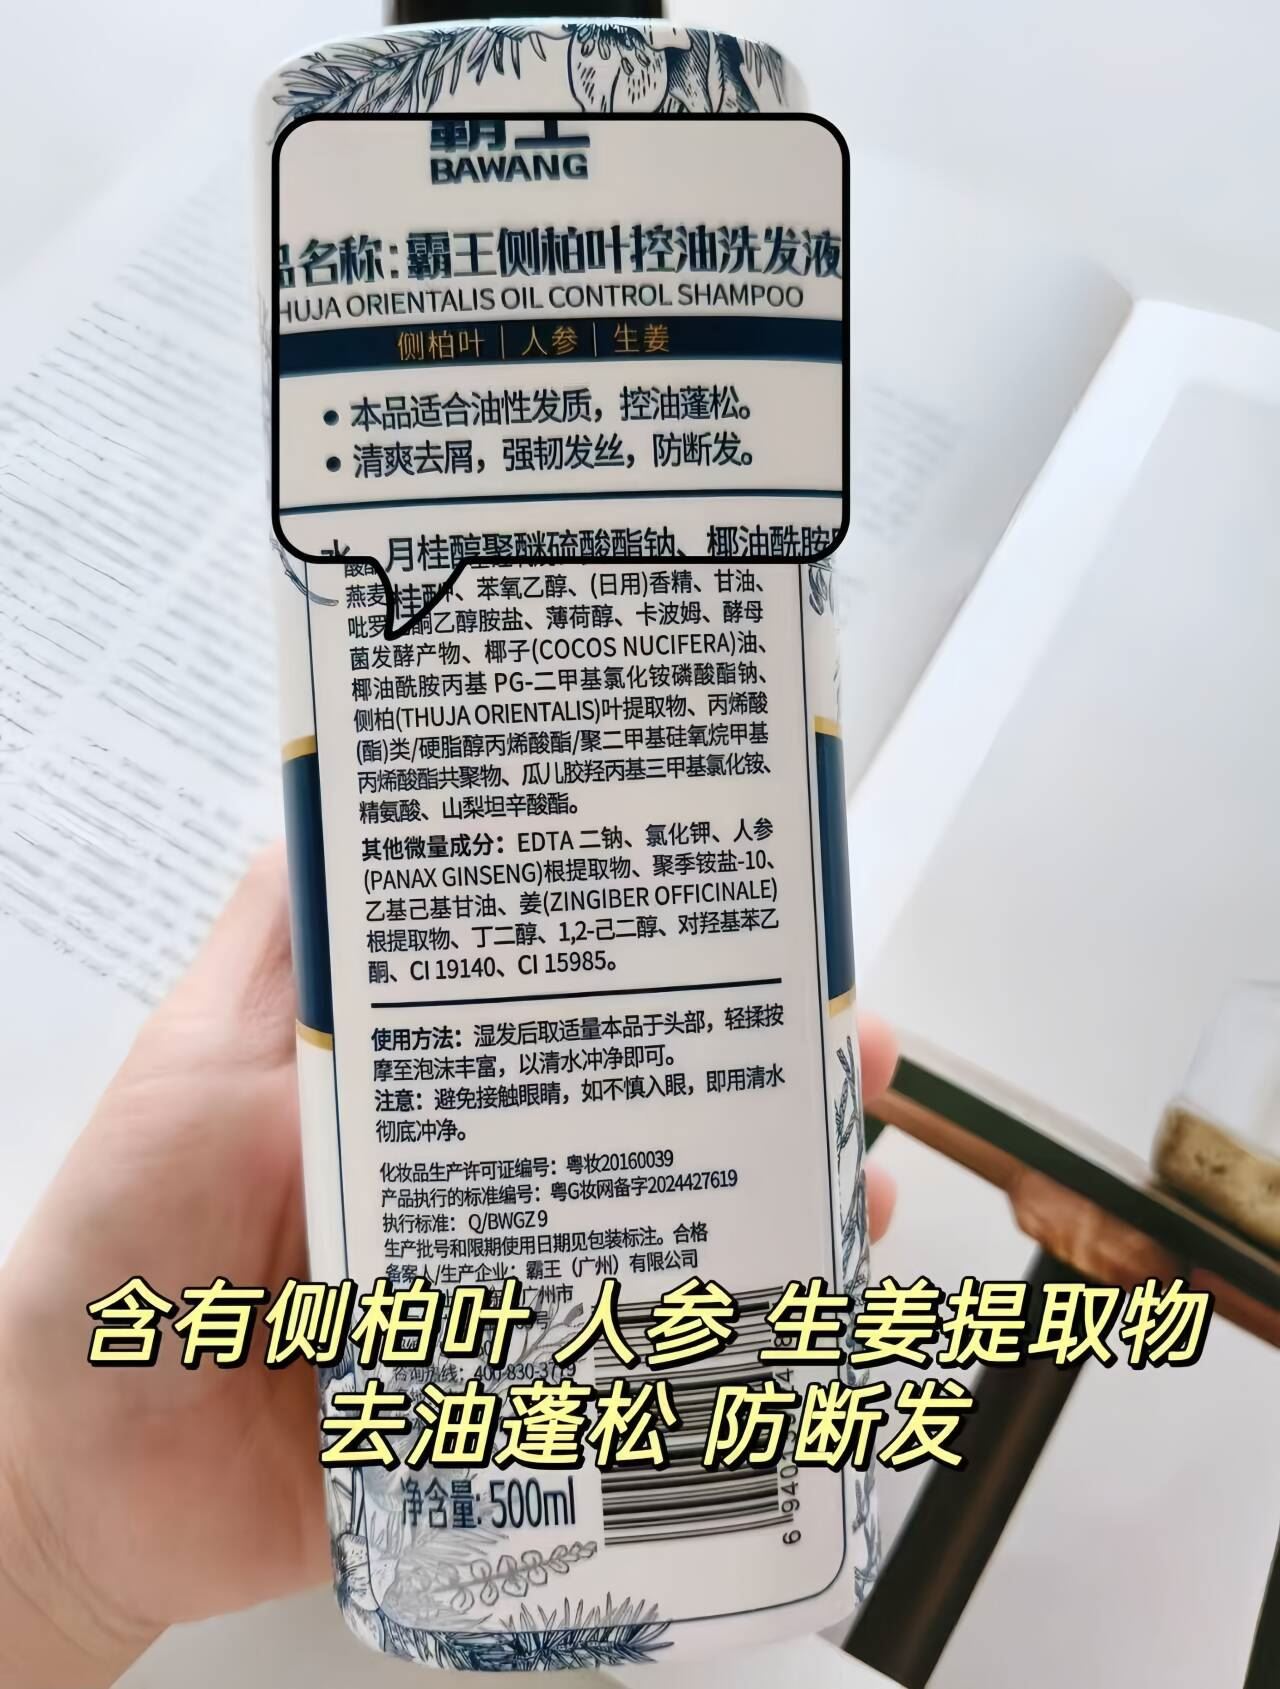 霸王
BAWANG
品名称:霸王侧柏叶控油洗发液
HUJA ORIENTALIS OIL CONTROL SHAMPOO
侧柏叶 | 人参 | 生姜
• 本品适合油性发质，控油蓬松。
• 清爽去屑，强韧发丝，防断发。
水、月桂醇聚醚硫酸酯钠、椰油酰胺
燕麦 桂 、苯氧乙醇、(日用)香精、甘油、
吡罗 酮乙醇胺盐、薄荷醇、卡波姆、酵母
菌发酵产物、椰子(COCOS NUCIFERA)油、
椰油酰胺丙基 PG-二甲基氯化铵磷酸酯钠、
侧柏(THUJA ORIENTALIS)叶提取物、丙烯酸
(酯)类/硬脂醇丙烯酸酯/聚二甲基硅氧烷甲基
丙烯酸酯共聚物、瓜儿胶羟丙基三甲基氯化铵、
精氨酸、山梨坦辛酸酯。
其他微量成分：EDTA 二钠、氯化钾、人参
(PANAX GINSENG)根提取物、聚季铵盐-10、
乙基己基甘油、姜(ZINGIBER OFFICINALE)
根提取物、丁二醇、1,2-己二醇、对羟基苯乙
酮、CI 19140、CI 15985。
使用方法：湿发后取适量本品于头部，轻揉按
摩至泡沫丰富，以清水冲净即可。
注意：避免接触眼睛，如不慎入眼，即用清水
彻底冲净。
化妆品生产许可证编号：粤妆20160039
产品执行的标准编号：粤G妆网备字2024427619
执行标准：Q/BWGZ 9
生产批号和限期使用日期见包装标注。合格
备案人/生产企业：霸王（广州）有限公司
广州市
号
含有侧柏叶 人参 生姜提取物
咨询热线：400-830-3779
去油蓬松 防断发
净含量: 500ml